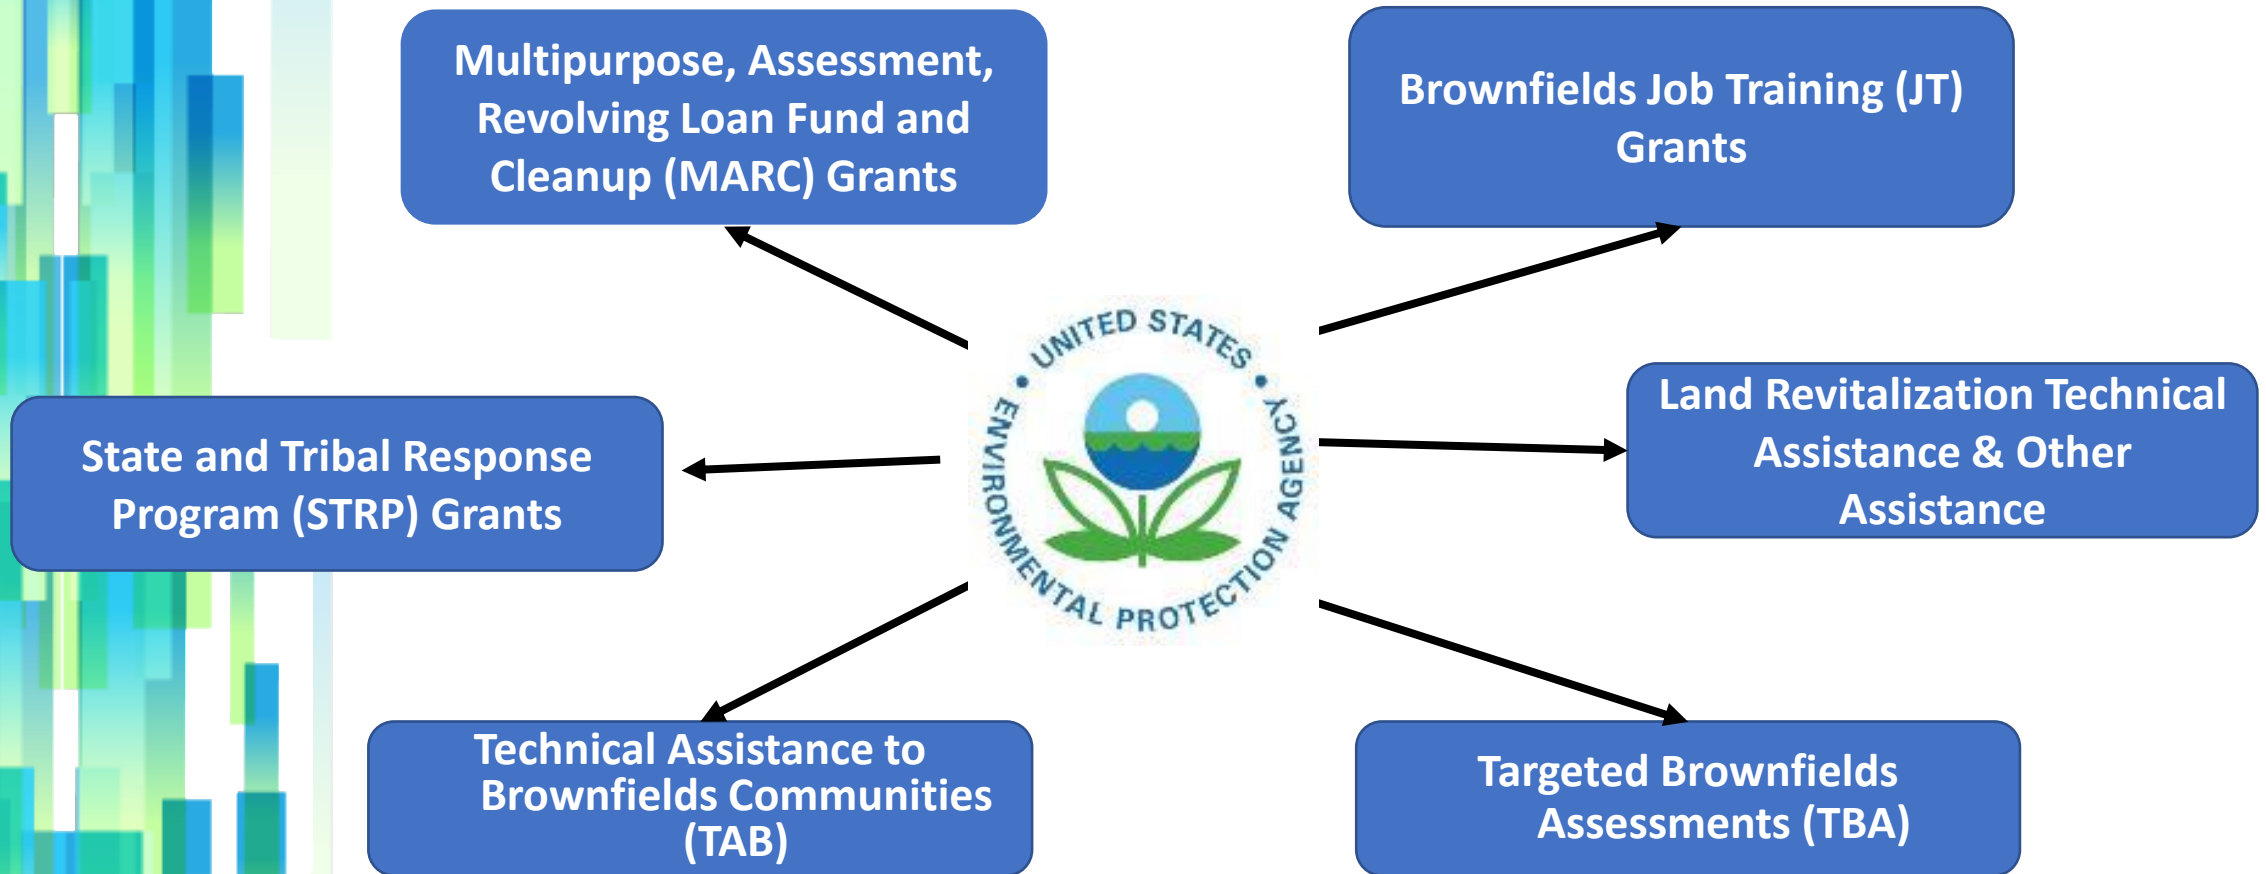 Multipurpose, Assessment,
Revolving Loan Fund and
Cleanup (MARC) Grants
Brownfields Job Training (JT)
Grants
UNITED STATES • ENVIRONMENTAL PROTECTION AGENCY •
Land Revitalization Technical
Assistance & Other
Assistance
State and Tribal Response
Program (STRP) Grants
Technical Assistance to
Brownfields Communities
(TAB)
Targeted Brownfields
Assessments (TBA)